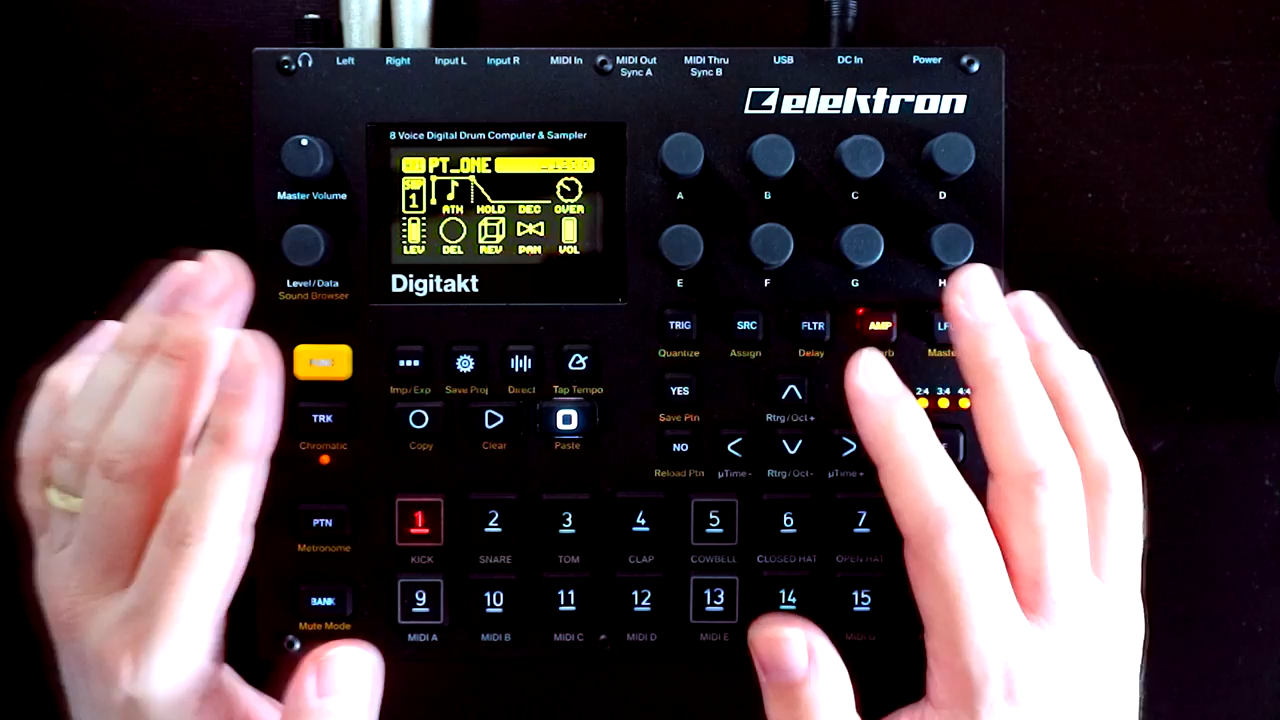 Left Right Input L Input R MIDI In MIDI Out MIDI Thru USB DC In Power
Sync A Sync B
elektron
8 Voice Digital Drum Computer & Sampler
PT_ONE
1
ATK HOLD DEC OVER
LEV DEL REV PAN VOL
Digitakt
Master Volume
Level/Data
Sound Browser
A B C D
E F G H
TRIG SRC FLTR AMP
Quantize Assign Delay
Imp/Exp Save Proj Direct Tap Tempo
YES
Save Ptn Rtrg/Oct+
2:4 3:4 4:4
TRK
Chromatic Copy Clear Paste
NO
Reload Ptn µTime- Rtrg/Oct- µTime+
PTN
Metronome
1 2 3 4 5 6 7
KICK SNARE TOM CLAP COWBELL CLOSED HAT OPEN HAT
BANK
Mute Mode
9 10 11 12 13 14 15
MIDI A MIDI B MIDI C MIDI D MIDI E MIDI G